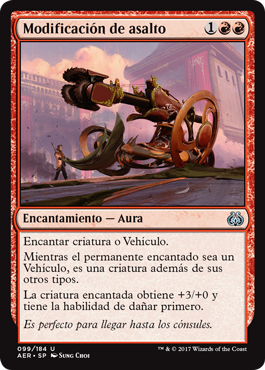 Modificación de asalto 1
Encantamiento — Aura
Encantar criatura o Vehículo.
Mientras el permanente encantado sea un
Vehículo, es una criatura además de sus
otros tipos.
La criatura encantada obtiene +3/+0 y
tiene la habilidad de dañar primero.
Es perfecto para llegar hasta los cónsules.
099/184 U
AER • SP Sung Choi
™ & © 2017 Wizards of the Coast